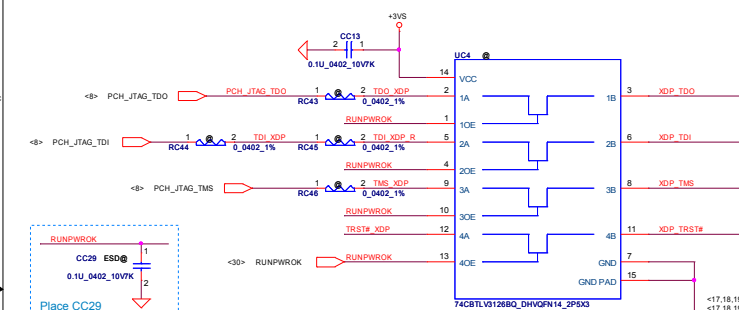 +3VS
CC13
2 1
0.1U_0402_10V7K
UC4 @
14 VCC
<8> PCH_JTAG_TDO PCH_JTAG_TDO 1 @ 2 TDO_XDP 2 1A 1B 3 XDP_TDO
RC43 0_0402_1%
RUNPWROK 1 1OE
<8> PCH_JTAG_TDI 1 @ 2 TDI_XDP 1 @ 2 TDI_XDP_R 5 2A 2B 6 XDP_TDI
RC44 0_0402_1% RC45 0_0402_1%
RUNPWROK 4 2OE
<8> PCH_JTAG_TMS 1 @ 2 TMS_XDP 9 3A 3B 8 XDP_TMS
RC46 0_0402_1%
RUNPWROK 10 3OE
TRST#_XDP 12 4A 4B 11 XDP_TRST#
<30> RUNPWROK RUNPWROK 13 4OE GND 7
GND PAD 15
74CBTLV3126BQ_DHVQFN14_2P5X3
RUNPWROK
1
CC29 ESD@
0.1U_0402_10V7K
2
Place CC29
<17,18,19